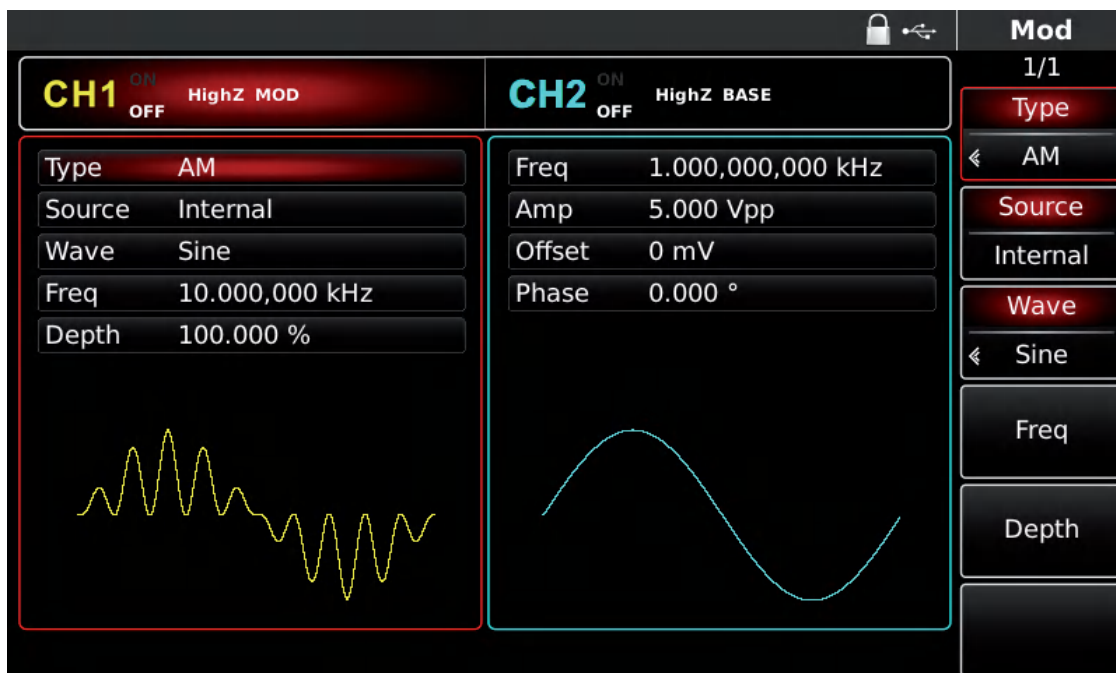 Mod
1/1
CH1 ON OFF HighZ MOD
CH2 ON OFF HighZ BASE
Type AM
Source Internal
Wave Sine
Freq 10.000,000 kHz
Depth 100.000 %
Freq 1.000,000,000 kHz
Amp 5.000 Vpp
Offset 0 mV
Phase 0.000 °
Type
AM
Source
Internal
Wave
Sine
Freq
Depth